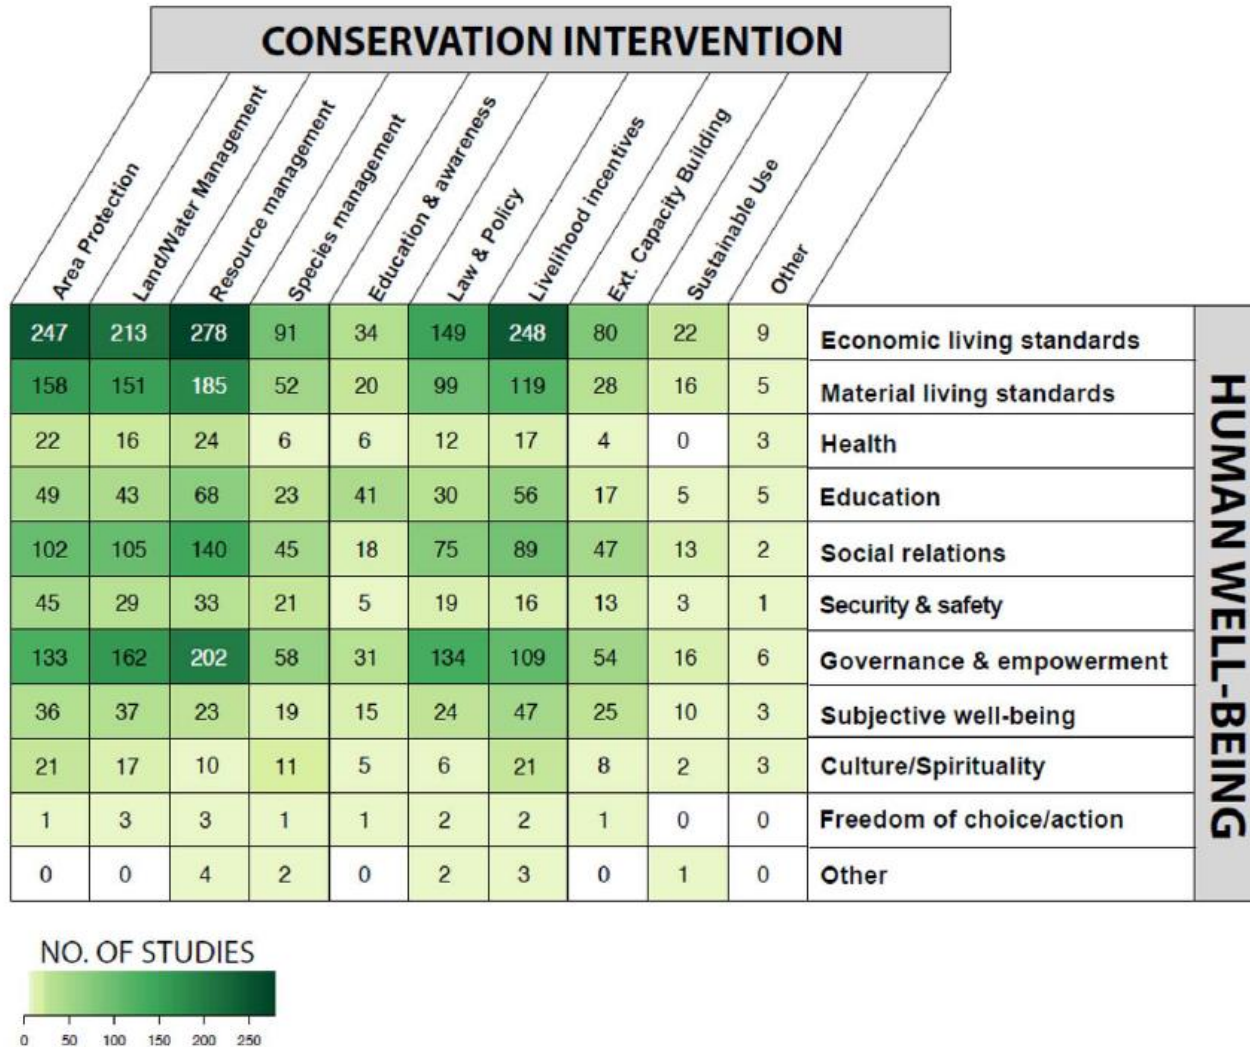 CONSERVATION INTERVENTION
Area Protection
Land/Water Management
Resource management
Species management
Education & awareness
Law & Policy
Livelihood incentives
Ext. Capacity Building
Sustainable Use
Other
247 213 278 91 34 149 248 80 22 9 Economic living standards
158 151 185 52 20 99 119 28 16 5 Material living standards
22 16 24 6 6 12 17 4 0 3 Health
49 43 68 23 41 30 56 17 5 5 Education
102 105 140 45 18 75 89 47 13 2 Social relations
45 29 33 21 5 19 16 13 3 1 Security & safety
133 162 202 58 31 134 109 54 16 6 Governance & empowerment
36 37 23 19 15 24 47 25 10 3 Subjective well-being
21 17 10 11 5 6 21 8 2 3 Culture/Spirituality
1 3 3 1 1 2 2 1 0 0 Freedom of choice/action
0 0 4 2 0 2 3 0 1 0 Other
HUMAN WELL-BEING
NO. OF STUDIES
0 50 100 150 200 250